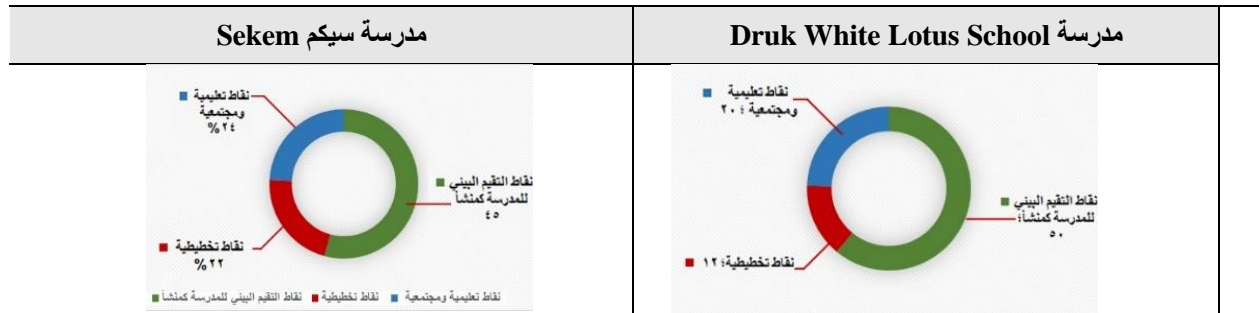 مدرسة Druk White Lotus School
مدرسة سيكم Sekem
نقاط تعليمية
ومجتمعية ؛ ٢٠
نقاط التقيم البيني
للمدرسة كمنشأ؛
٥٠
نقاط تخطيطية؛ ١٢
نقاط تعليمية
ومجتمعية
٢٤%
نقاط التقيم البيني
للمدرسة كمنشأ
٤٥
نقاط تخطيطية
٢٢%
نقاط التقيم البيني للمدرسة كمنشأ نقاط تخطيطية نقاط تعليمية ومجتمعية